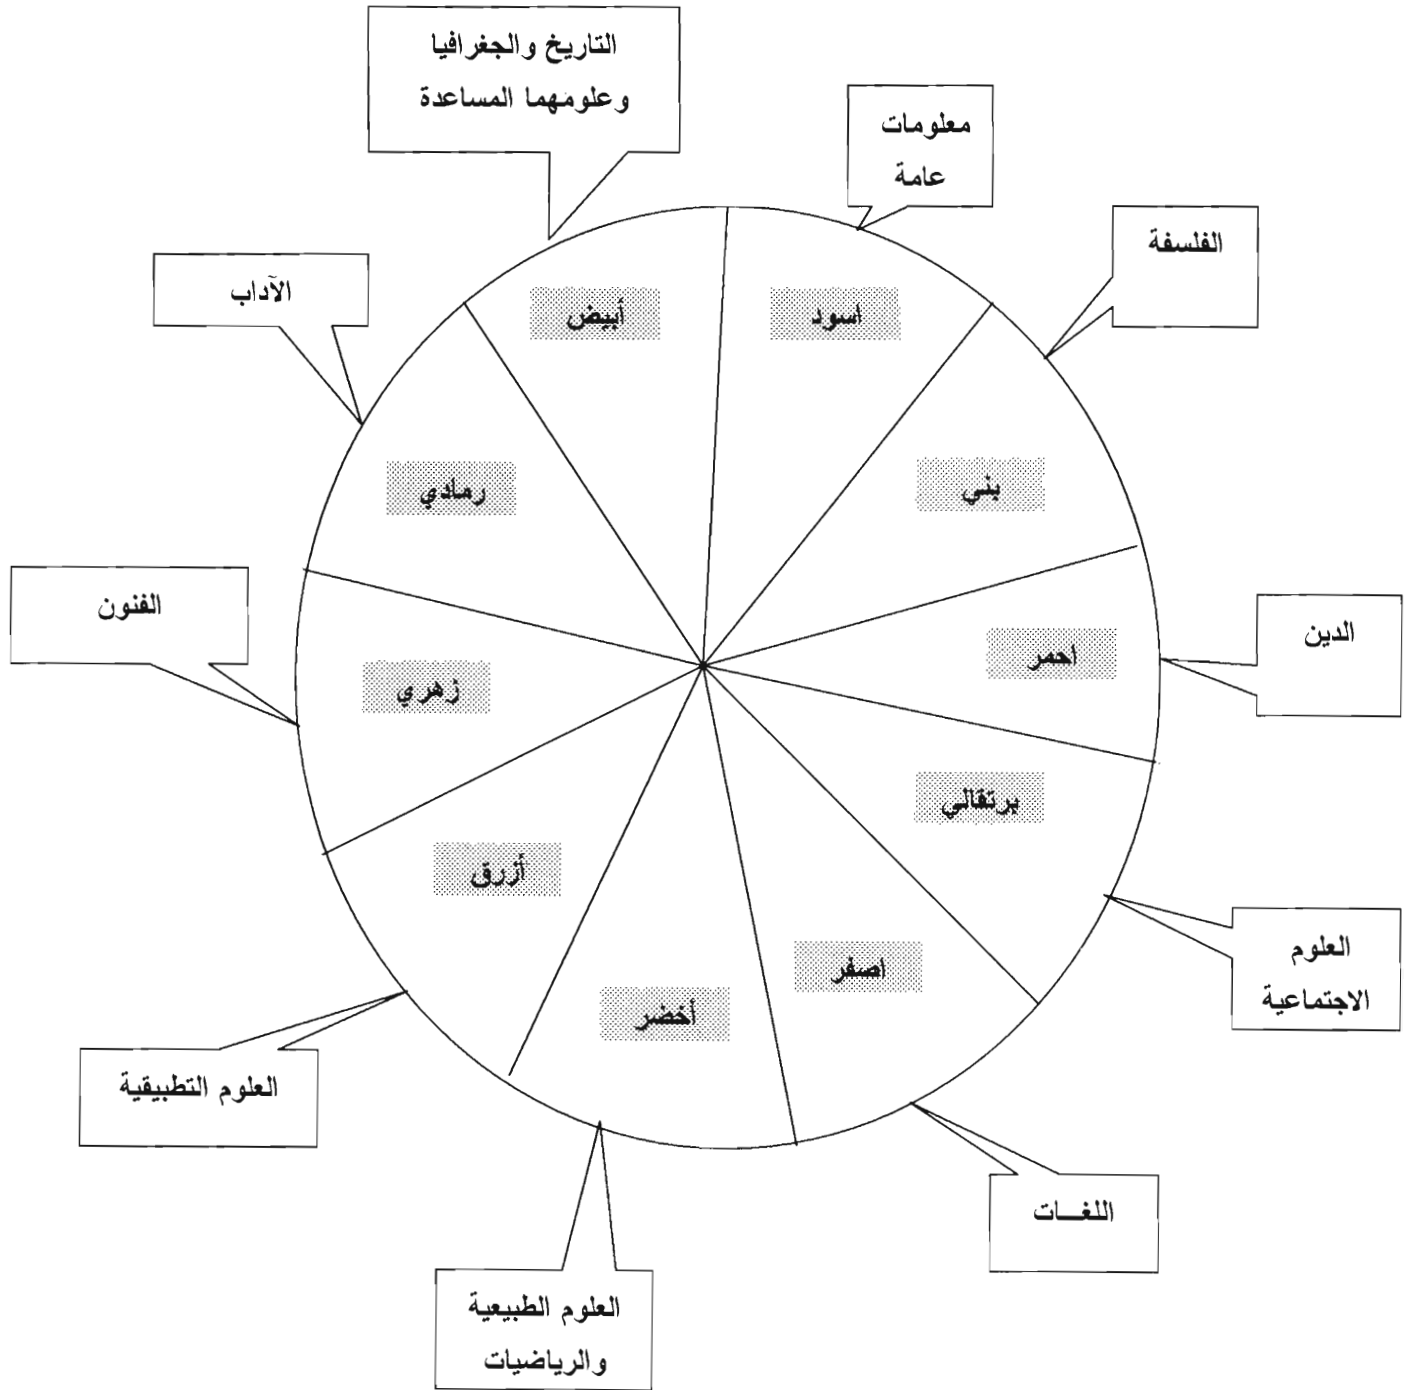 التاريخ والجغرافيا
وعلومهما المساعدة
معلومات
عامة
الفلسفة
الآداب
أبيض
اسود
بني
رمادي
الفنون
الدين
احمر
زهري
برتقالي
أزرق
العلوم
الاجتماعية
اصفر
أخضر
العلوم التطبيقية
اللغـــات
العلوم الطبيعية
والرياضيات